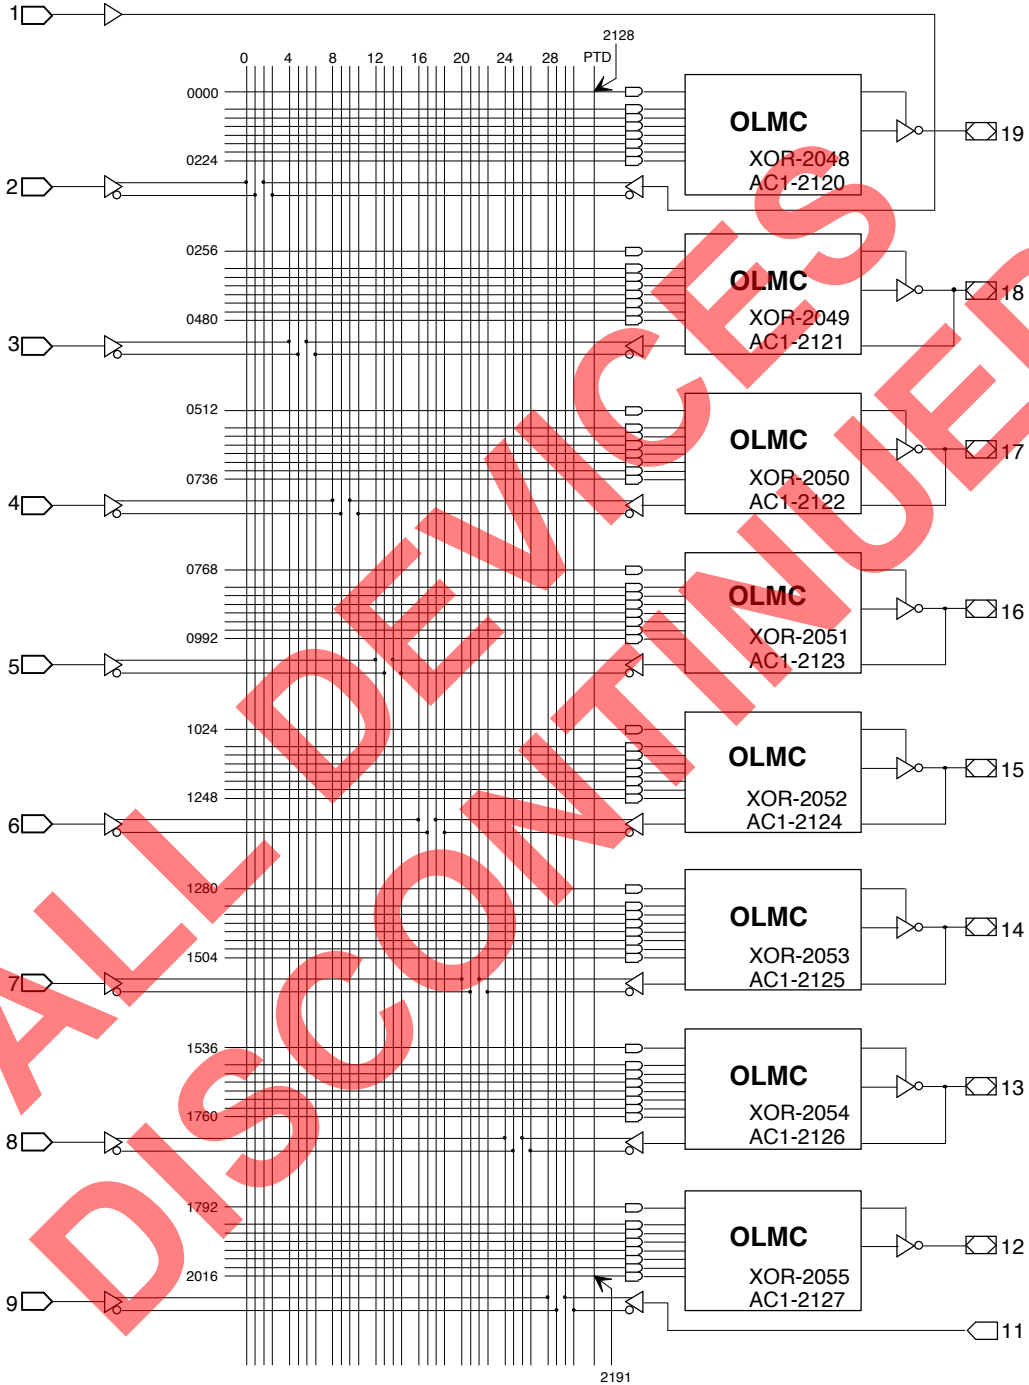 1
2128
0 4 8 12 16 20 24 28 PTD
0000
OLMC
19
XOR-2048
0224
AC1-2120
2
0256
OLMC
18
XOR-2049
0480
AC1-2121
3
0512
OLMC
17
XOR-2050
0736
AC1-2122
4
0768
OLMC
16
XOR-2051
0992
AC1-2123
5
1024
OLMC
15
XOR-2052
1248
AC1-2124
6
1280
OLMC
14
XOR-2053
1504
AC1-2125
7
1536
OLMC
13
XOR-2054
1760
AC1-2126
8
1792
OLMC
12
XOR-2055
2016
AC1-2127
9
11
2191
ALL DEVICES
DISCONTINUED